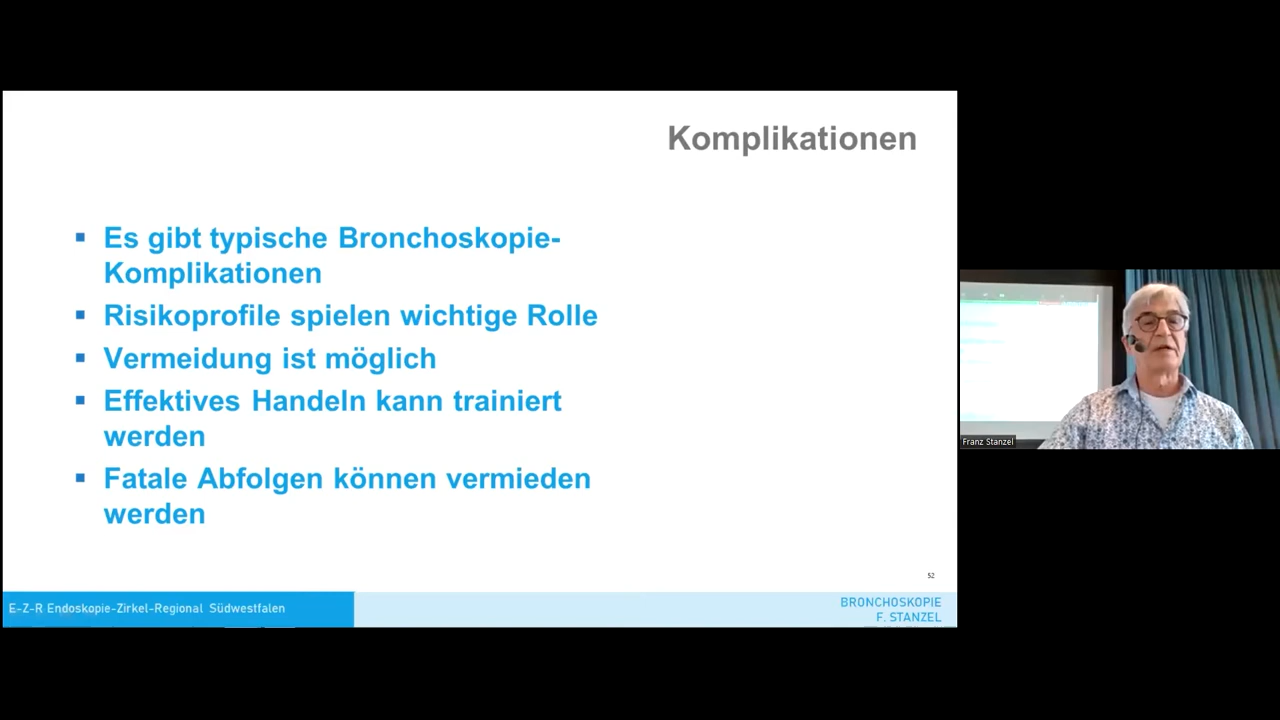 Komplikationen
▪ Es gibt typische Bronchoskopie-
Komplikationen
▪ Risikoprofile spielen wichtige Rolle
▪ Vermeidung ist möglich
▪ Effektives Handeln kann trainiert
werden
▪ Fatale Abfolgen können vermieden
werden
52
E-Z-R Endoskopie-Zirkel-Regional Südwestfalen
BRONCHOSKOPIE
F. STANZEL
Franz Stanzel